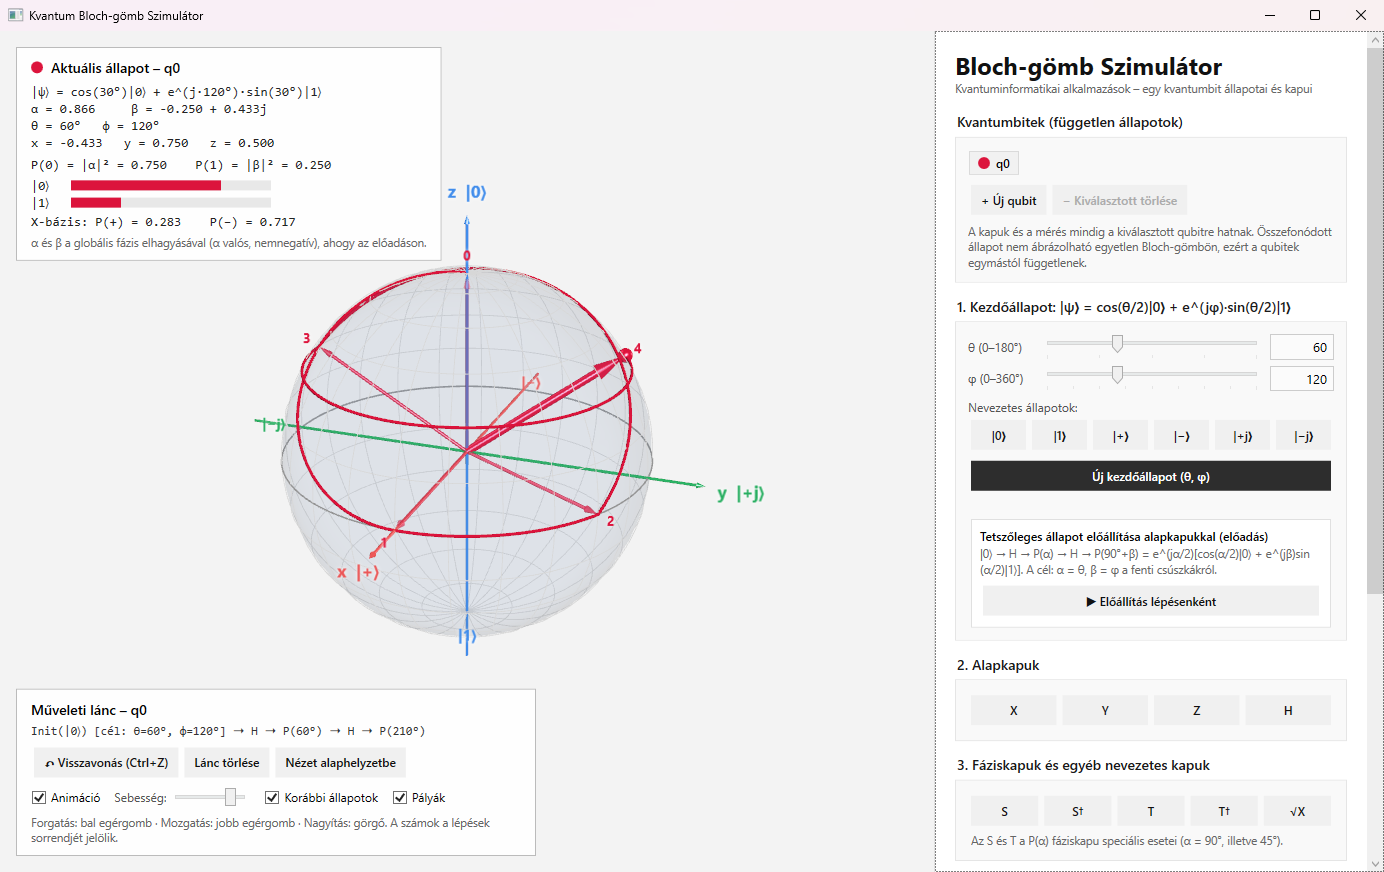 Kvantum Bloch-gömb Szimulátor
Aktuális állapot – q0
|ψ⟩ = cos(30°)|0⟩ + e^(j·120°)·sin(30°)|1⟩
α = 0.866 β = -0.250 + 0.433j
θ = 60° ϕ = 120°
x = -0.433 y = 0.750 z = 0.500
P(0) = |α|² = 0.750 P(1) = |β|² = 0.250
|0⟩
|1⟩
X-bázis: P(+) = 0.283 P(−) = 0.717
α és β a globális fázis elhagyásával (α valós, nemnegatív), ahogy az előadáson.
z |0⟩
0
3
4
|−⟩
|−j⟩
y |+j⟩
2
1
x |+⟩
|1⟩
Műveleti lánc – q0
Init(|0⟩) [cél: θ=60°, ϕ=120°] → H → P(60°) → H → P(210°)
↶ Visszavonás (Ctrl+Z)
Lánc törlése
Nézet alaphelyzetbe
Animáció
Sebesség:
Korábbi állapotok
Pályák
Forgatás: bal egérgomb · Mozgatás: jobb egérgomb · Nagyítás: görgő. A számok a lépések
sorrendjét jelölik.
Bloch-gömb Szimulátor
Kvantuminformatikai alkalmazások – egy kvantumbit állapotai és kapui
Kvantumbitek (független állapotok)
q0
+ Új qubit
− Kiválasztott törlése
A kapuk és a mérés mindig a kiválasztott qubitre hatnak. Összefonódott
állapot nem ábrázolható egyetlen Bloch-gömbön, ezért a qubitek
egymástól függetlenek.
1. Kezdőállapot: |ψ⟩ = cos(θ/2)|0⟩ + e^(jφ)·sin(θ/2)|1⟩
θ (0–180°)
60
φ (0–360°)
120
Nevezetes állapotok:
|0⟩ |1⟩ |+⟩ |−⟩ |+j⟩ |−j⟩
Új kezdőállapot (θ, φ)
Tetszőleges állapot előállítása alapkapukkal (előadás)
|0⟩ → H → P(α) → H → P(90°+β) = e^(jα/2)[cos(α/2)|0⟩ + e^(jβ)sin
(α/2)|1⟩]. A cél: α = θ, β = φ a fenti csúszkákról.
▶ Előállítás lépésenként
2. Alapkapuk
X Y Z H
3. Fáziskapuk és egyéb nevezetes kapuk
S S† T T† √X
Az S és T a P(α) fáziskapu speciális esetei (α = 90°, illetve 45°).